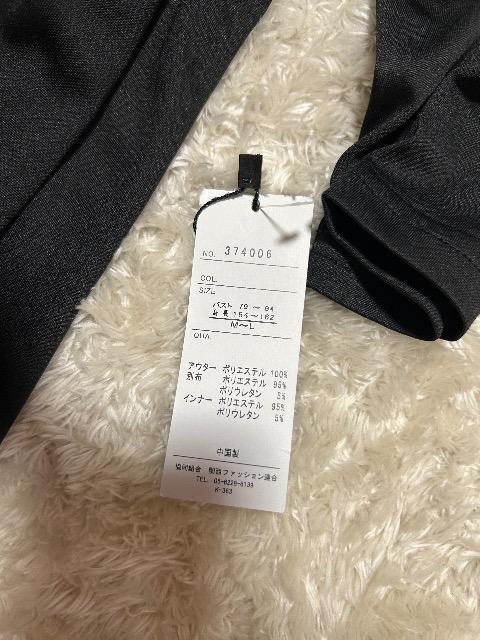 NO. 374006
COL.
SIZE
バスト 79 ～ 94
身長 154～162
M～L
QUA.
アウター ポリエステル 100%
別布 ポリエステル 95%
ポリウレタン 5%
インナー ポリエステル 95%
ポリウレタン 5%
中国製
協同組合 関西ファッション連合
TEL 06-6228-6139
K-363